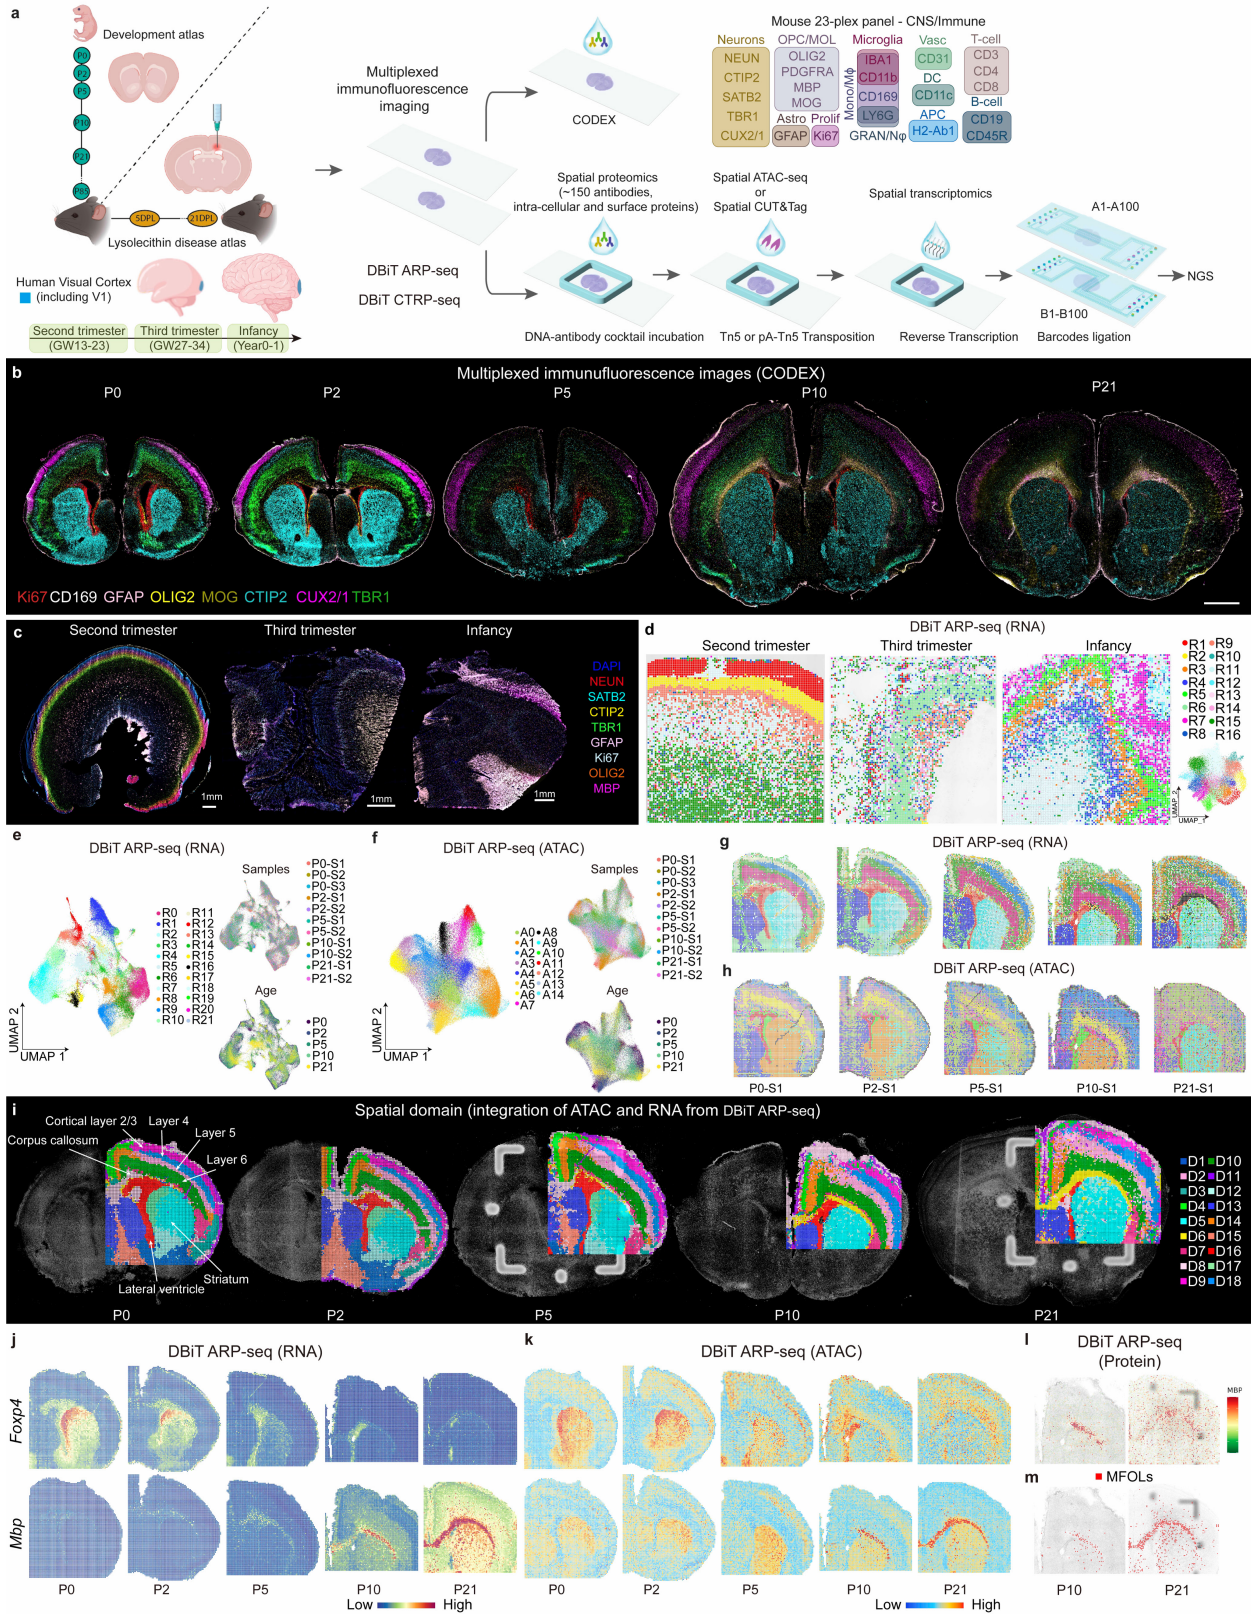 a
Development atlas
P0
P2
P5
P10
P21
P85
5DPL
21DPL
Lysolecithin disease atlas
Human Visual Cortex
(including V1)
Second trimester
(GW13-23)
Third trimester
(GW27-34)
Infancy
(Year0-1)
Multiplexed
immunofluorescence
imaging
DBiT ARP-seq
DBiT CTRP-seq
CODEX
Mouse 23-plex panel - CNS/Immune
Neurons
NEUN
CTIP2
SATB2
TBR1
CUX2/1
OPC/MOL
OLIG2
PDGFRA
MBP
MOG
Astro
GFAP
Prolif
Ki67
Microglia
IBA1
CD11b
CD169
LY6G
Mono/Mφ
GRAN/Nφ
Vasc
CD31
DC
CD11c
APC
H2-Ab1
T-cell
CD3
CD4
CD8
B-cell
CD19
CD45R
Spatial proteomics
(~150 antibodies,
intra-cellular and surface proteins)
Spatial ATAC-seq
or
Spatial CUT&Tag
Spatial transcriptomics
A1-A100
B1-B100
NGS
DNA-antibody cocktail incubation
Tn5 or pA-Tn5 Transposition
Reverse Transcription
Barcodes ligation
b
Multiplexed immunufluorescence images (CODEX)
P0
P2
P5
P10
P21
Ki67 CD169 GFAP OLIG2 MOG CTIP2 CUX2/1 TBR1
c
Second trimester
Third trimester
Infancy
1mm
1mm
1mm
DAPI
NEUN
SATB2
CTIP2
TBR1
GFAP
Ki67
OLIG2
MBP
d
DBiT ARP-seq (RNA)
Second trimester
Third trimester
Infancy
R1 R9
R2 R10
R3 R11
R4 R12
R5 R13
R6 R14
R7 R15
R8 R16
UMAP_2
UMAP_1
e
DBiT ARP-seq (RNA)
UMAP 2
UMAP 1
R0 R11
R1 R12
R2 R13
R3 R14
R4 R15
R5 R16
R6 R17
R7 R18
R8 R19
R9 R20
R10 R21
Samples
P0-S1
P0-S2
P0-S3
P2-S1
P2-S2
P5-S1
P5-S2
P10-S1
P10-S2
P21-S1
P21-S2
Age
P0
P2
P5
P10
P21
f
DBiT ARP-seq (ATAC)
UMAP 2
UMAP 1
A0 A8
A1 A9
A2 A10
A3 A11
A4 A12
A5 A13
A6 A14
A7
Samples
P0-S1
P0-S2
P0-S3
P2-S1
P2-S2
P5-S1
P5-S2
P10-S1
P10-S2
P21-S1
P21-S2
Age
P0
P2
P5
P10
P21
g
DBiT ARP-seq (RNA)
h
DBiT ARP-seq (ATAC)
P0-S1
P2-S1
P5-S1
P10-S1
P21-S1
i
Spatial domain (integration of ATAC and RNA from DBiT ARP-seq)
Cortical layer 2/3
Layer 4
Corpus callosum
Layer 5
Layer 6
Striatum
Lateral ventricle
P0
P2
P5
P10
P21
D1 D10
D2 D11
D3 D12
D4 D13
D5 D14
D6 D15
D7 D16
D8 D17
D9 D18
j
DBiT ARP-seq (RNA)
Foxp4
Mbp
P0
P2
P5
P10
P21
Low High
k
DBiT ARP-seq (ATAC)
P0
P2
P5
P10
P21
Low High
l
DBiT ARP-seq
(Protein)
MBP
m
MFOLs
P10
P21